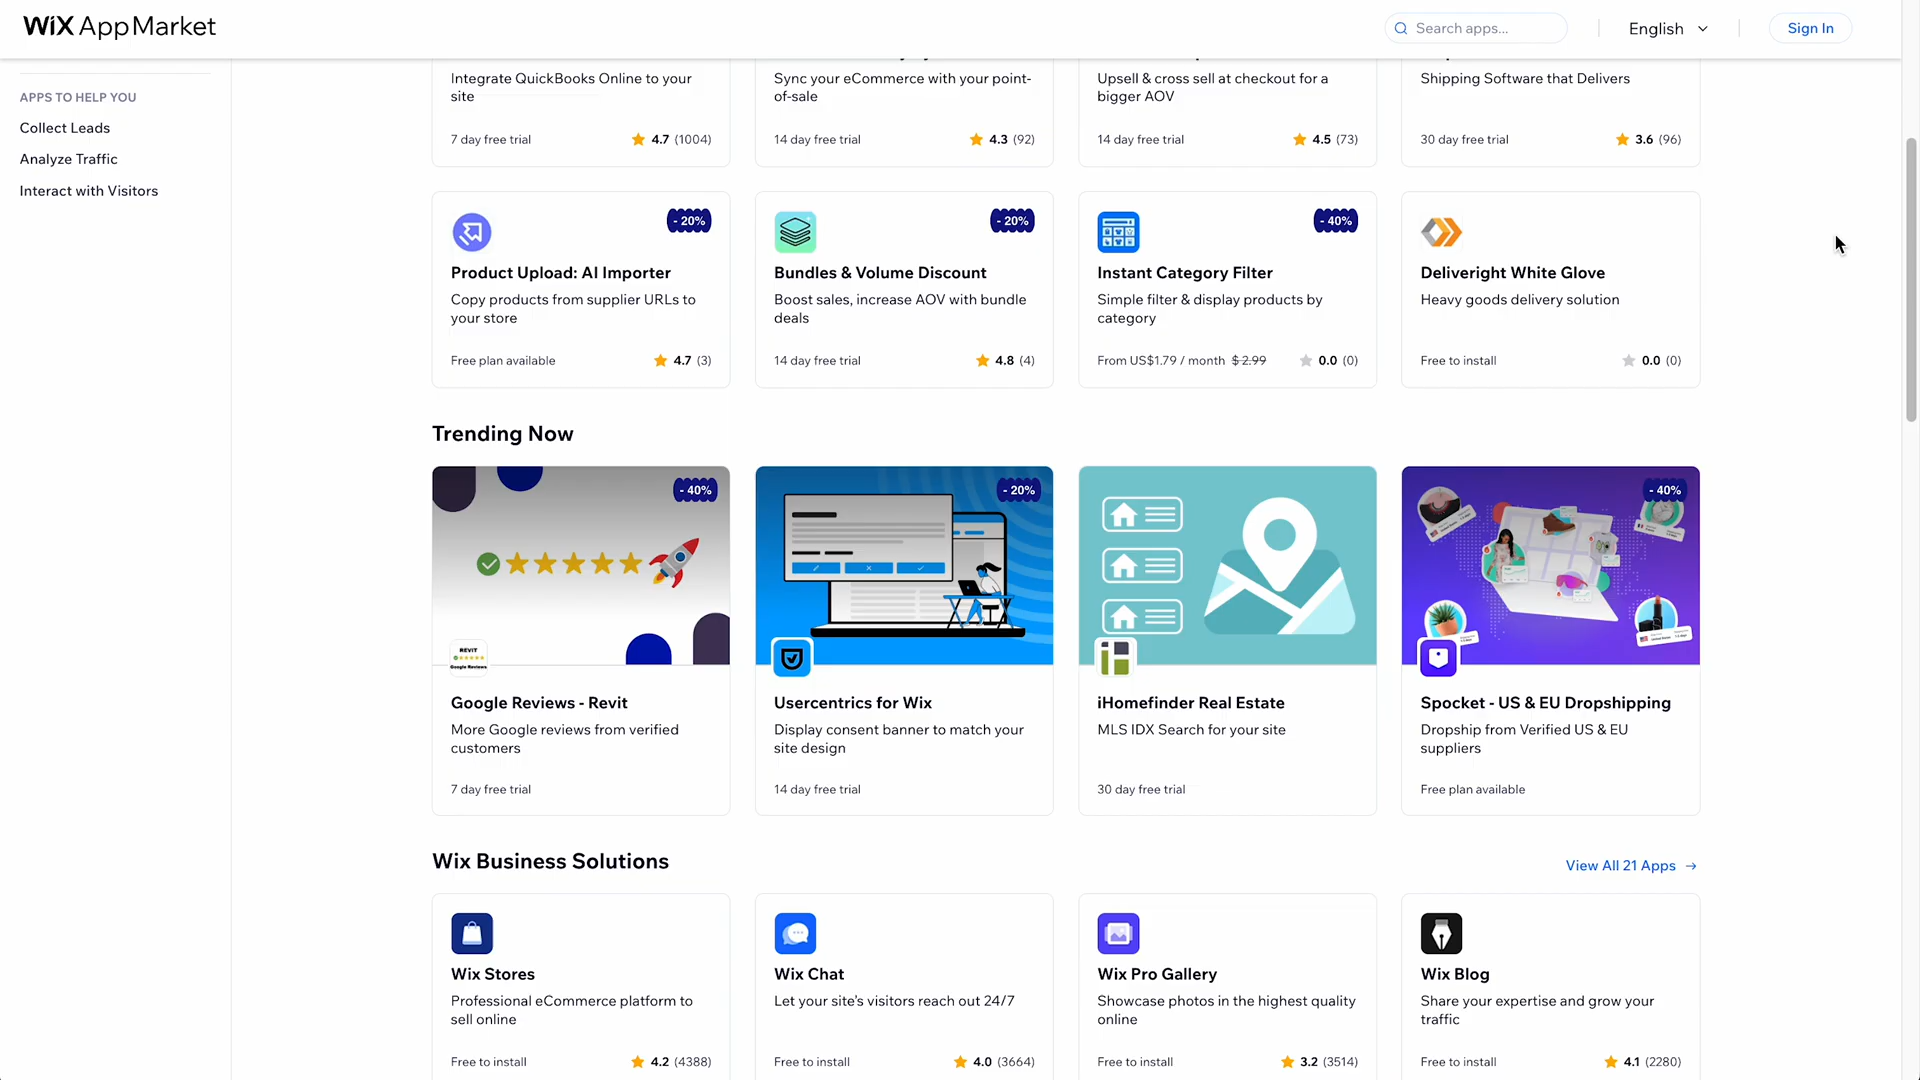 WiX App Market
Search apps...
English
Sign In
APPS TO HELP YOU
Collect Leads
Analyze Traffic
Interact with Visitors
Integrate QuickBooks Online to your
site
7 day free trial
4.7 (1004)
Sync your eCommerce with your point-
of-sale
14 day free trial
4.3 (92)
Upsell & cross sell at checkout for a
bigger AOV
14 day free trial
4.5 (73)
Shipping Software that Delivers
30 day free trial
3.6 (96)
- 20%
Product Upload: AI Importer
Copy products from supplier URLs to
your store
Free plan available
4.7 (3)
- 20%
Bundles & Volume Discount
Boost sales, increase AOV with bundle
deals
14 day free trial
4.8 (4)
- 40%
Instant Category Filter
Simple filter & display products by
category
From US$1.79 / month $ 2.99
0.0 (0)
Deliveright White Glove
Heavy goods delivery solution
Free to install
0.0 (0)
Trending Now
- 40%
REVIT
Google Reviews
Google Reviews - Revit
More Google reviews from verified
customers
7 day free trial
- 20%
Usercentrics for Wix
Display consent banner to match your
site design
14 day free trial
iHomefinder Real Estate
MLS IDX Search for your site
30 day free trial
- 40%
Spocket - US & EU Dropshipping
Dropship from Verified US & EU
suppliers
Free plan available
Wix Business Solutions
View All 21 Apps
Wix Stores
Professional eCommerce platform to
sell online
Free to install
4.2 (4388)
Wix Chat
Let your site's visitors reach out 24/7
Free to install
4.0 (3664)
Wix Pro Gallery
Showcase photos in the highest quality
online
Free to install
3.2 (3514)
Wix Blog
Share your expertise and grow your
traffic
Free to install
4.1 (2280)